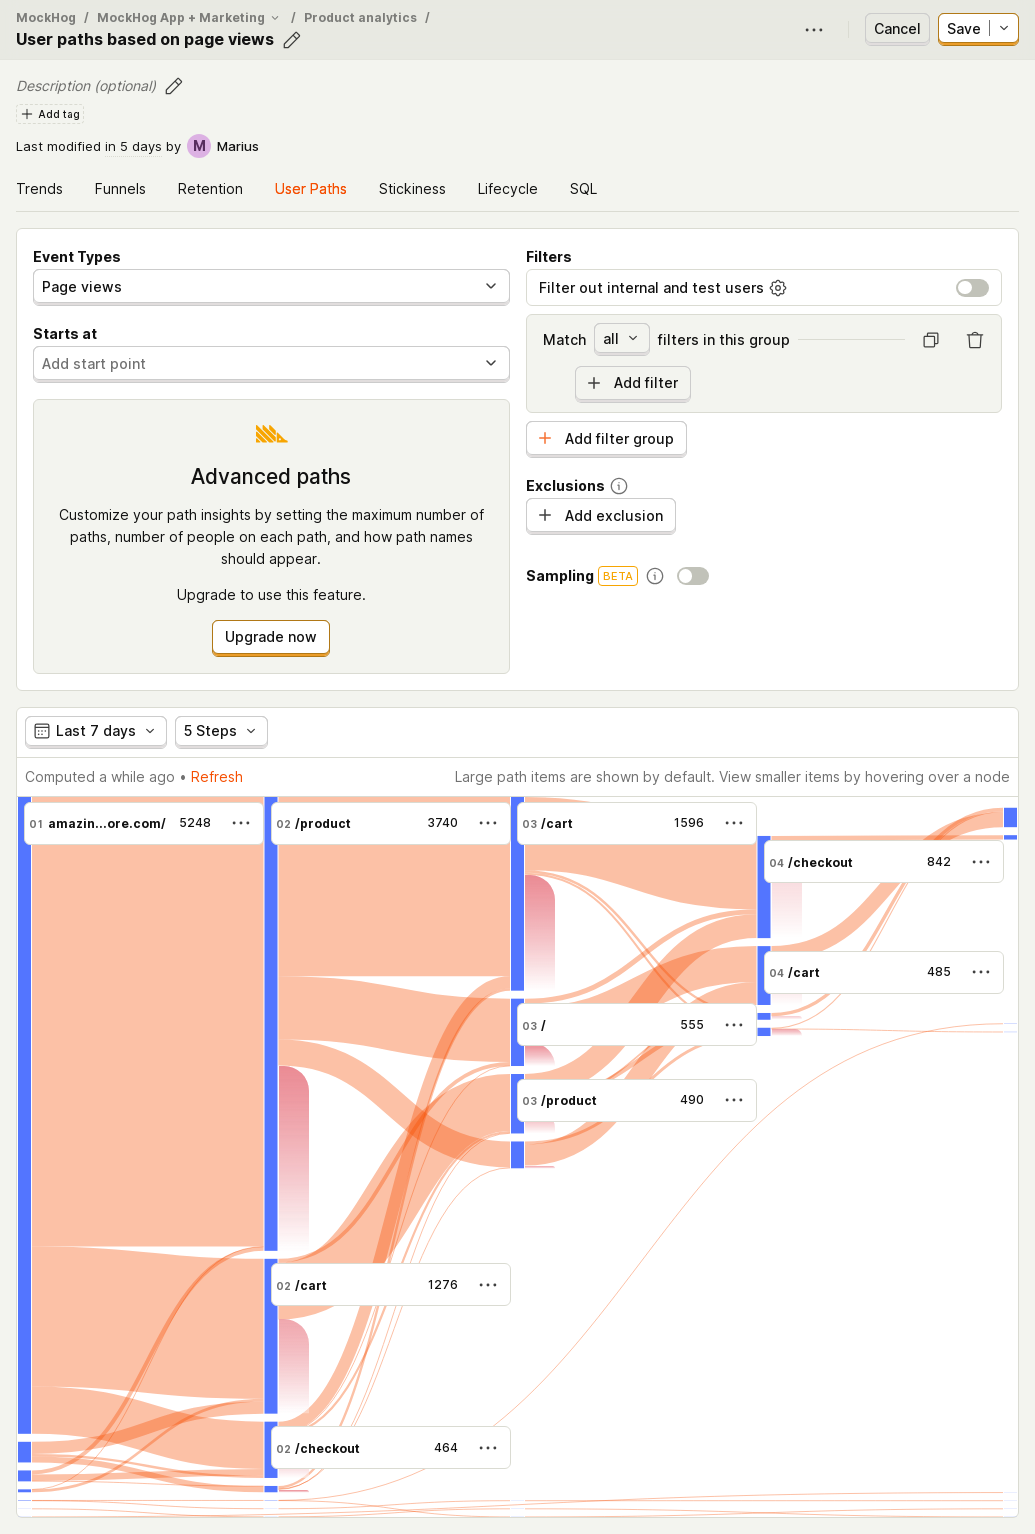 MockHog / MockHog App + Marketing / Product analytics /
User paths based on page views
Cancel
Save
Description (optional)
Add tag
Last modified in 5 days by M Marius
Trends Funnels Retention User Paths Stickiness Lifecycle SQL
Event Types
Page views
Starts at
Add start point
Advanced paths
Customize your path insights by setting the maximum number of
paths, number of people on each path, and how path names
should appear.
Upgrade to use this feature.
Upgrade now
Filters
Filter out internal and test users
Match all filters in this group
Add filter
Add filter group
Exclusions
Add exclusion
Sampling BETA
Last 7 days 5 Steps
Computed a while ago • Refresh
Large path items are shown by default. View smaller items by hovering over a node
01 amazin...ore.com/ 5248
02 /product 3740
03 /cart 1596
04 /checkout 842
04 /cart 485
03 / 555
03 /product 490
02 /cart 1276
02 /checkout 464